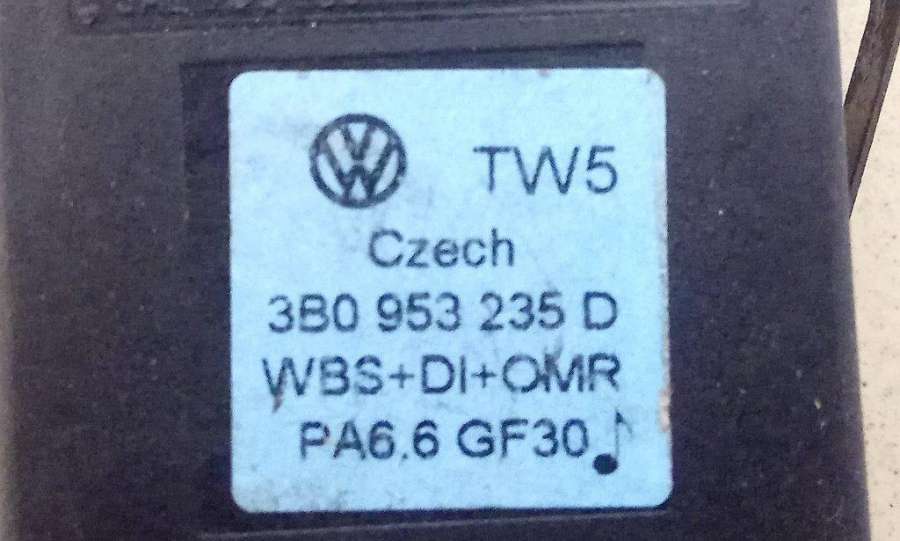 TW5
Czech
3B0 953 235 D
WBS+DI+OMR
PA6.6 GF30